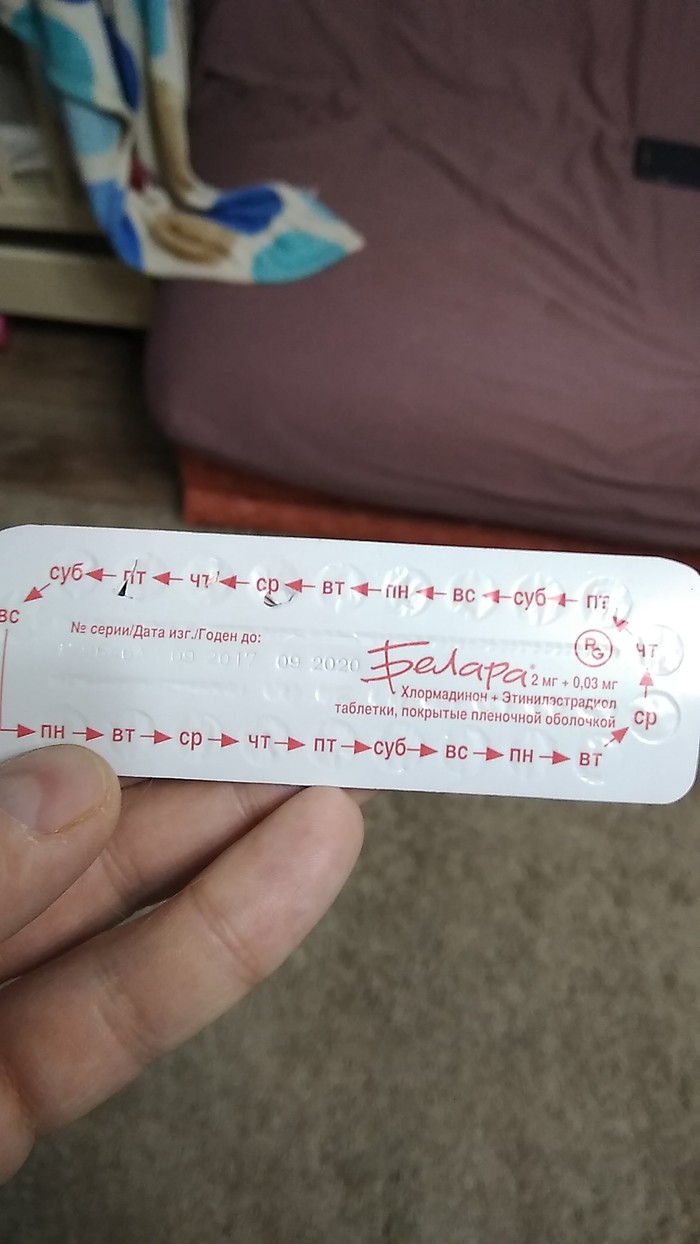 суб ← пт ← чт ← ср ← вт ← пн ← вс ← суб ← пт
вс
чт
№ серии/Дата изг./Годен до:
09 2017 09 2020
RG
Белара® 2 мг + 0,03 мг
Хлормадинон + Этинилэстрадиол
таблетки, покрытые пленочной оболочкой
ср
пн → вт → ср → чт → пт → суб → вс → пн → вт